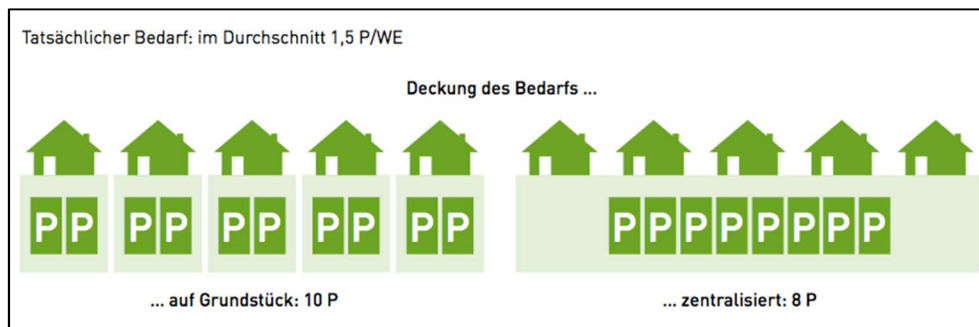 Tatsächlicher Bedarf: im Durchschnitt 1,5 P/WE
Deckung des Bedarfs ...
P P P P P P P P P P
P P P P P P P P
... auf Grundstück: 10 P
... zentralisiert: 8 P